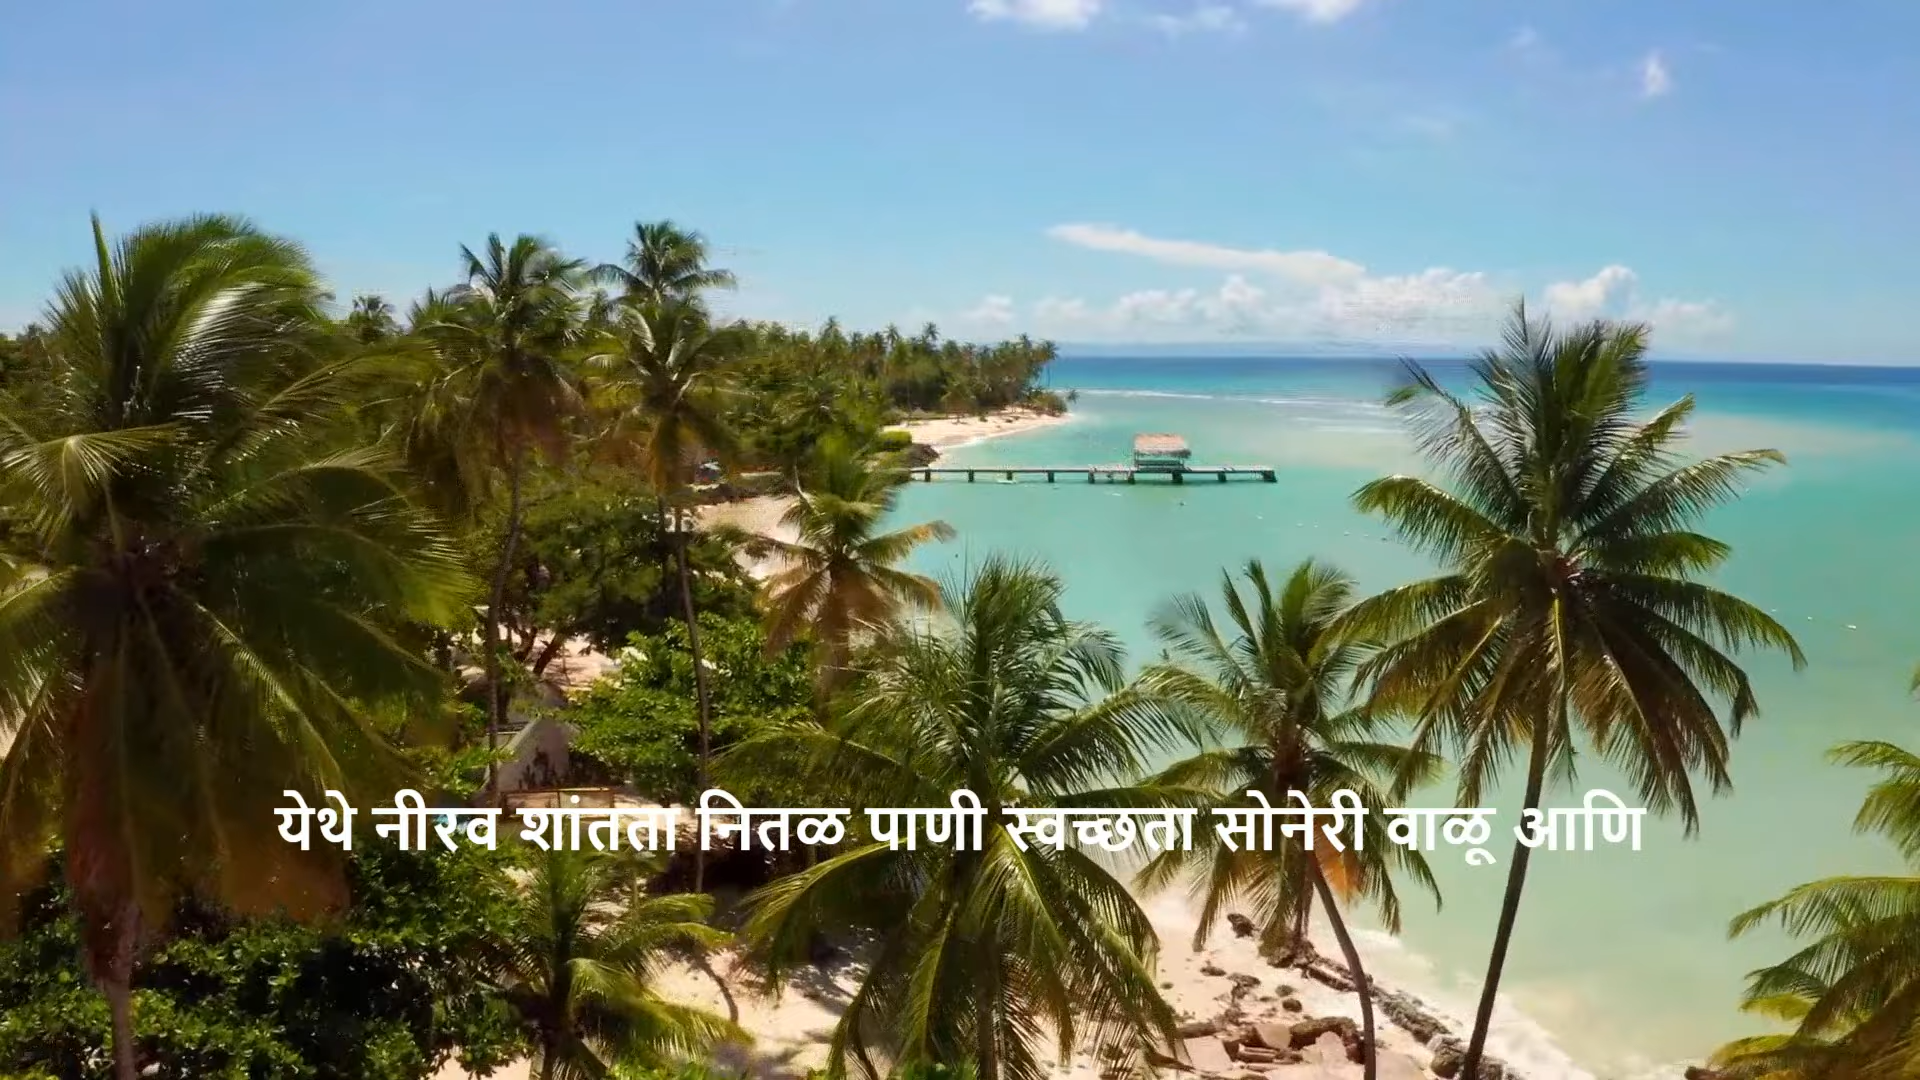 येथे नीरव शांतता नितळ पाणी स्वच्छता सोनेरी वाळू आणि